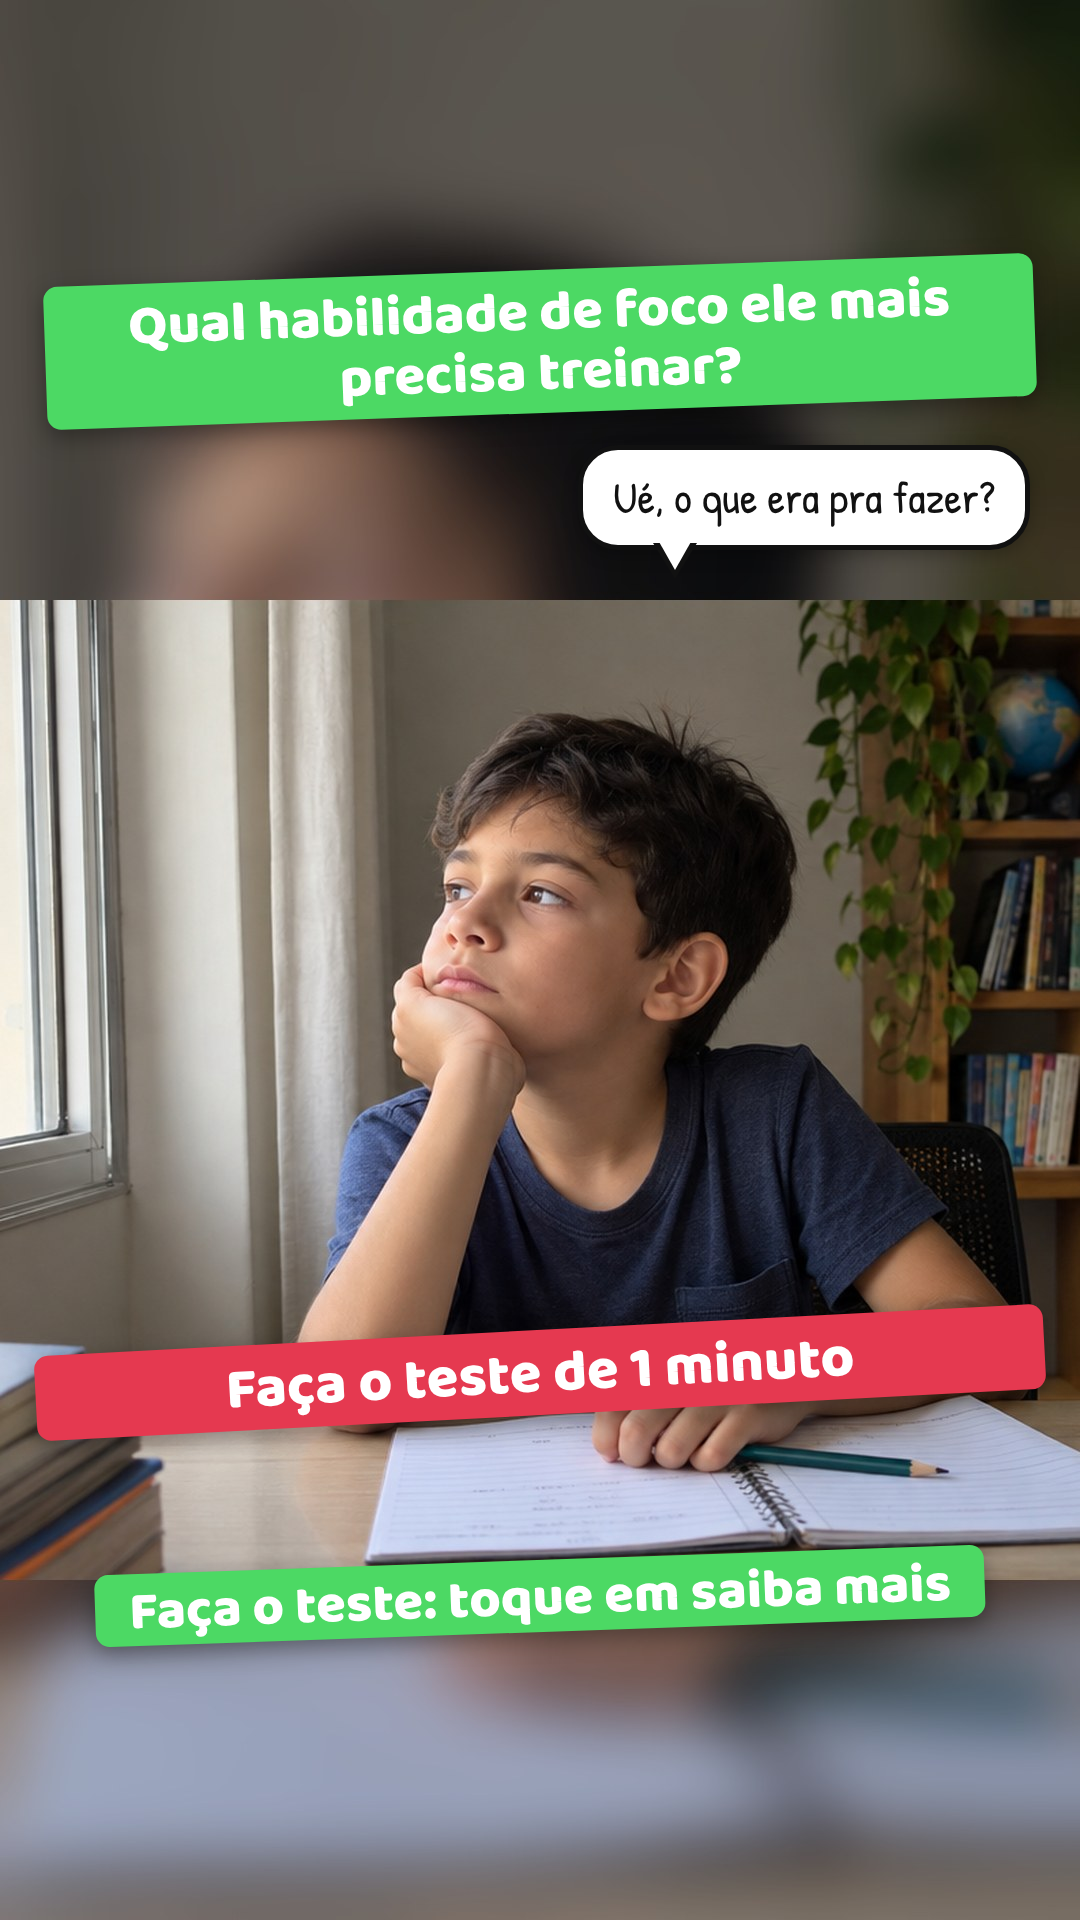 Qual habilidade de foco ele mais
precisa treinar?
Ué, o que era pra fazer?
Faça o teste de 1 minuto
Faça o teste: toque em saiba mais